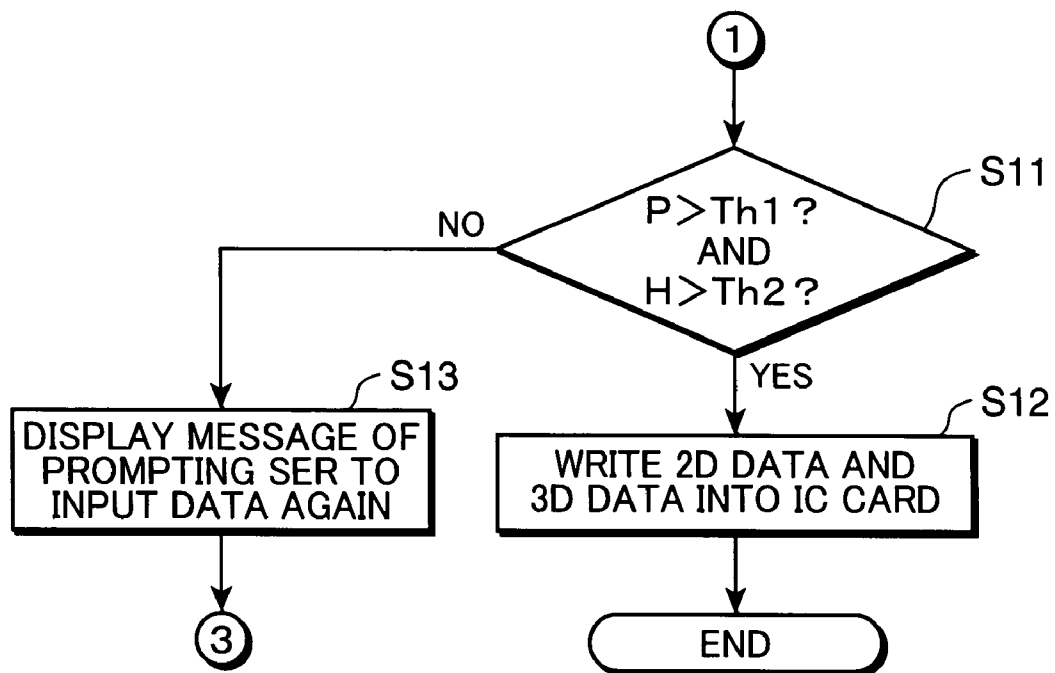 1
S11
P>Th1?
AND
H>Th2?
NO
YES
S13
DISPLAY MESSAGE OF
PROMPTING SER TO
INPUT DATA AGAIN
S12
WRITE 2D DATA AND
3D DATA INTO IC CARD
3
END